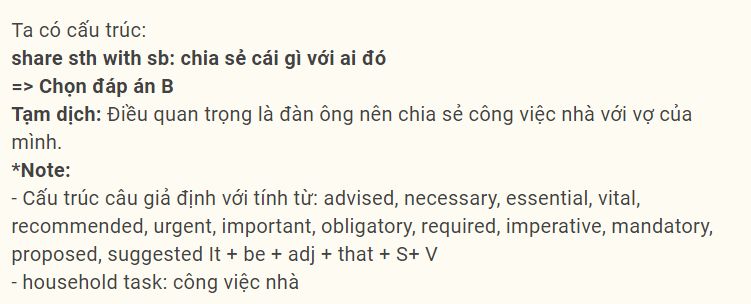 Ta có cấu trúc:
share sth with sb: chia sẻ cái gì với ai đó
=> Chọn đáp án B
Tạm dịch: Điều quan trọng là đàn ông nên chia sẻ công việc nhà với vợ của
mình.
*Note:
- Cấu trúc câu giả định với tính từ: advised, necessary, essential, vital,
recommended, urgent, important, obligatory, required, imperative, mandatory,
proposed, suggested It + be + adj + that + S+ V
- household task: công việc nhà